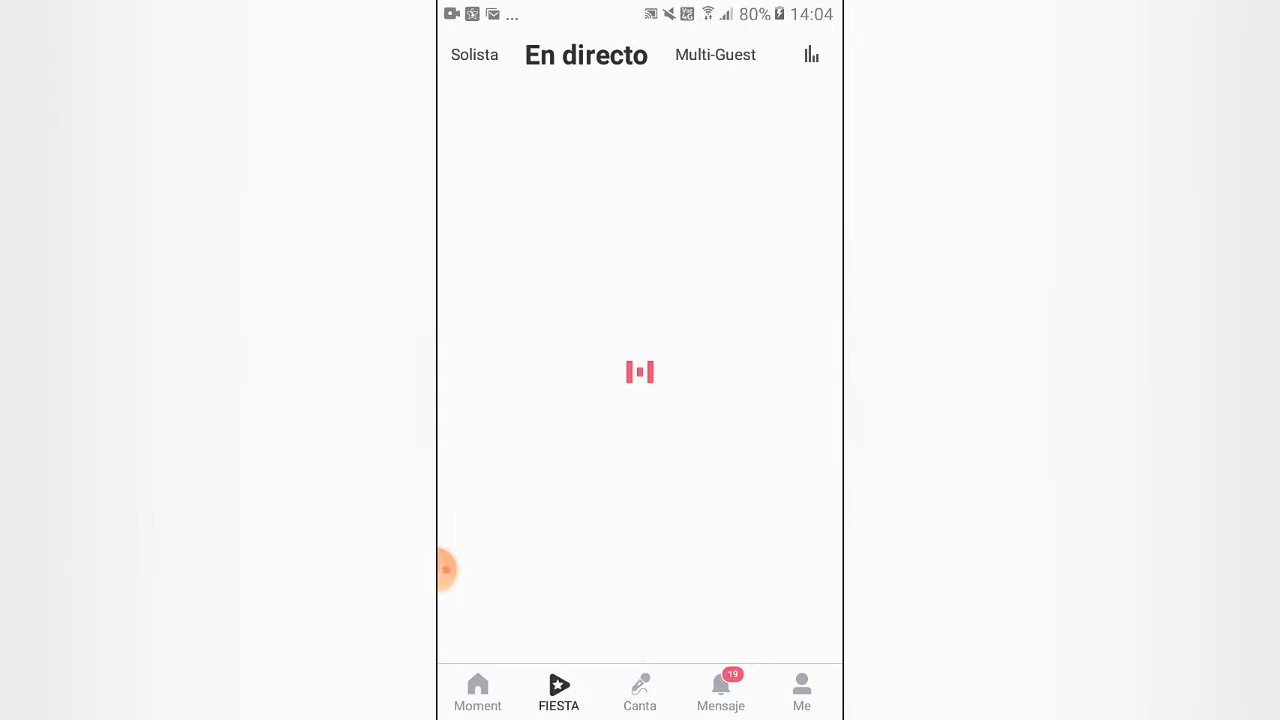 ... 80% 14:04
Solista En directo Multi-Guest
19
Moment FIESTA Canta Mensaje Me